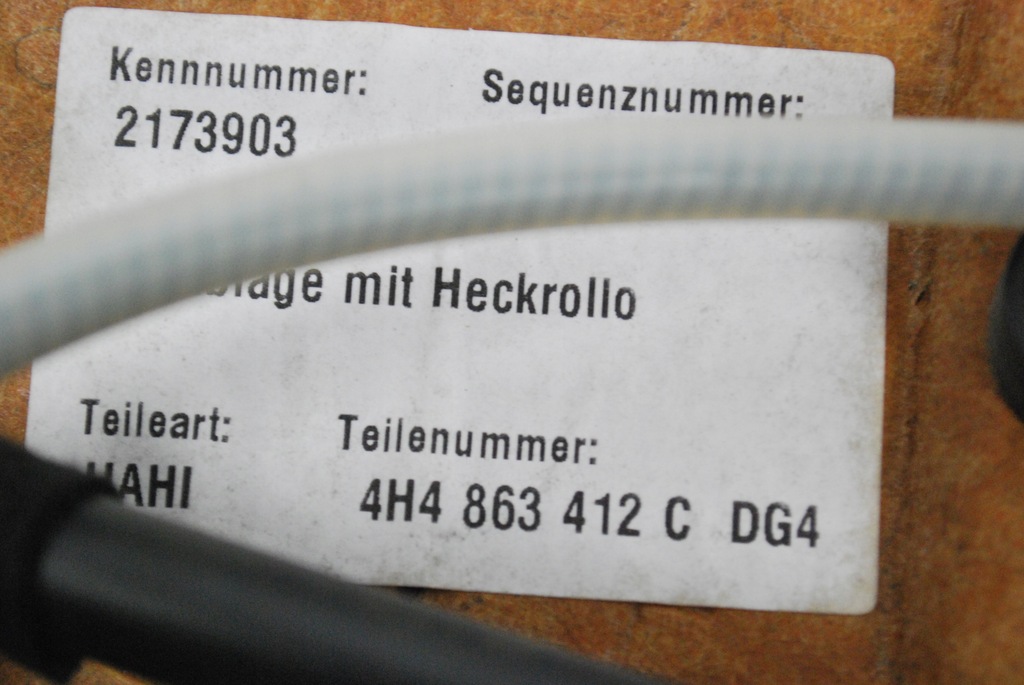 Kennnummer: Sequenznummer:
2173903
mit Heckrollo
Teileart: Teilenummer:
4H4 863 412 C DG4